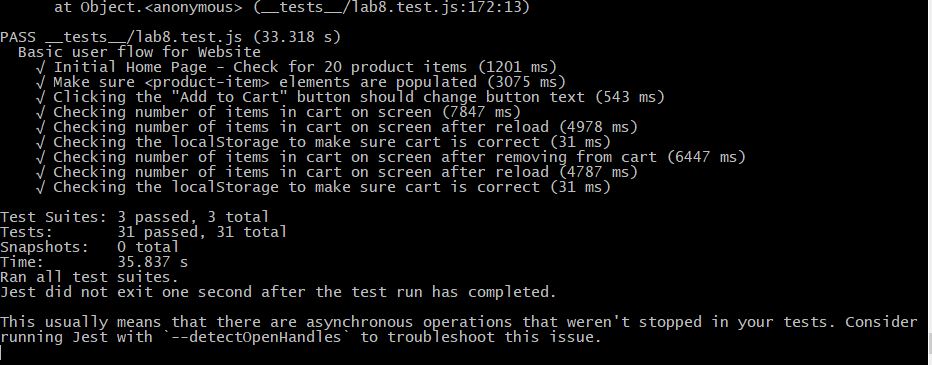 at Object.<anonymous> (__tests__/lab8.test.js:172:13)
PASS __tests__/lab8.test.js (33.318 s)
Basic user flow for Website
√ Initial Home Page - Check for 20 product items (1201 ms)
√ Make sure <product-item> elements are populated (3075 ms)
√ Clicking the "Add to Cart" button should change button text (543 ms)
√ Checking number of items in cart on screen (7847 ms)
√ Checking number of items in cart on screen after reload (4978 ms)
√ Checking the localStorage to make sure cart is correct (31 ms)
√ Checking number of items in cart on screen after removing from cart (6447 ms)
√ Checking number of items in cart on screen after reload (4787 ms)
√ Checking the localStorage to make sure cart is correct (31 ms)
Test Suites: 3 passed, 3 total
Tests: 31 passed, 31 total
Snapshots: 0 total
Time: 35.837 s
Ran all test suites.
Jest did not exit one second after the test run has completed.
This usually means that there are asynchronous operations that weren't stopped in your tests. Consider
running Jest with `--detectOpenHandles` to troubleshoot this issue.